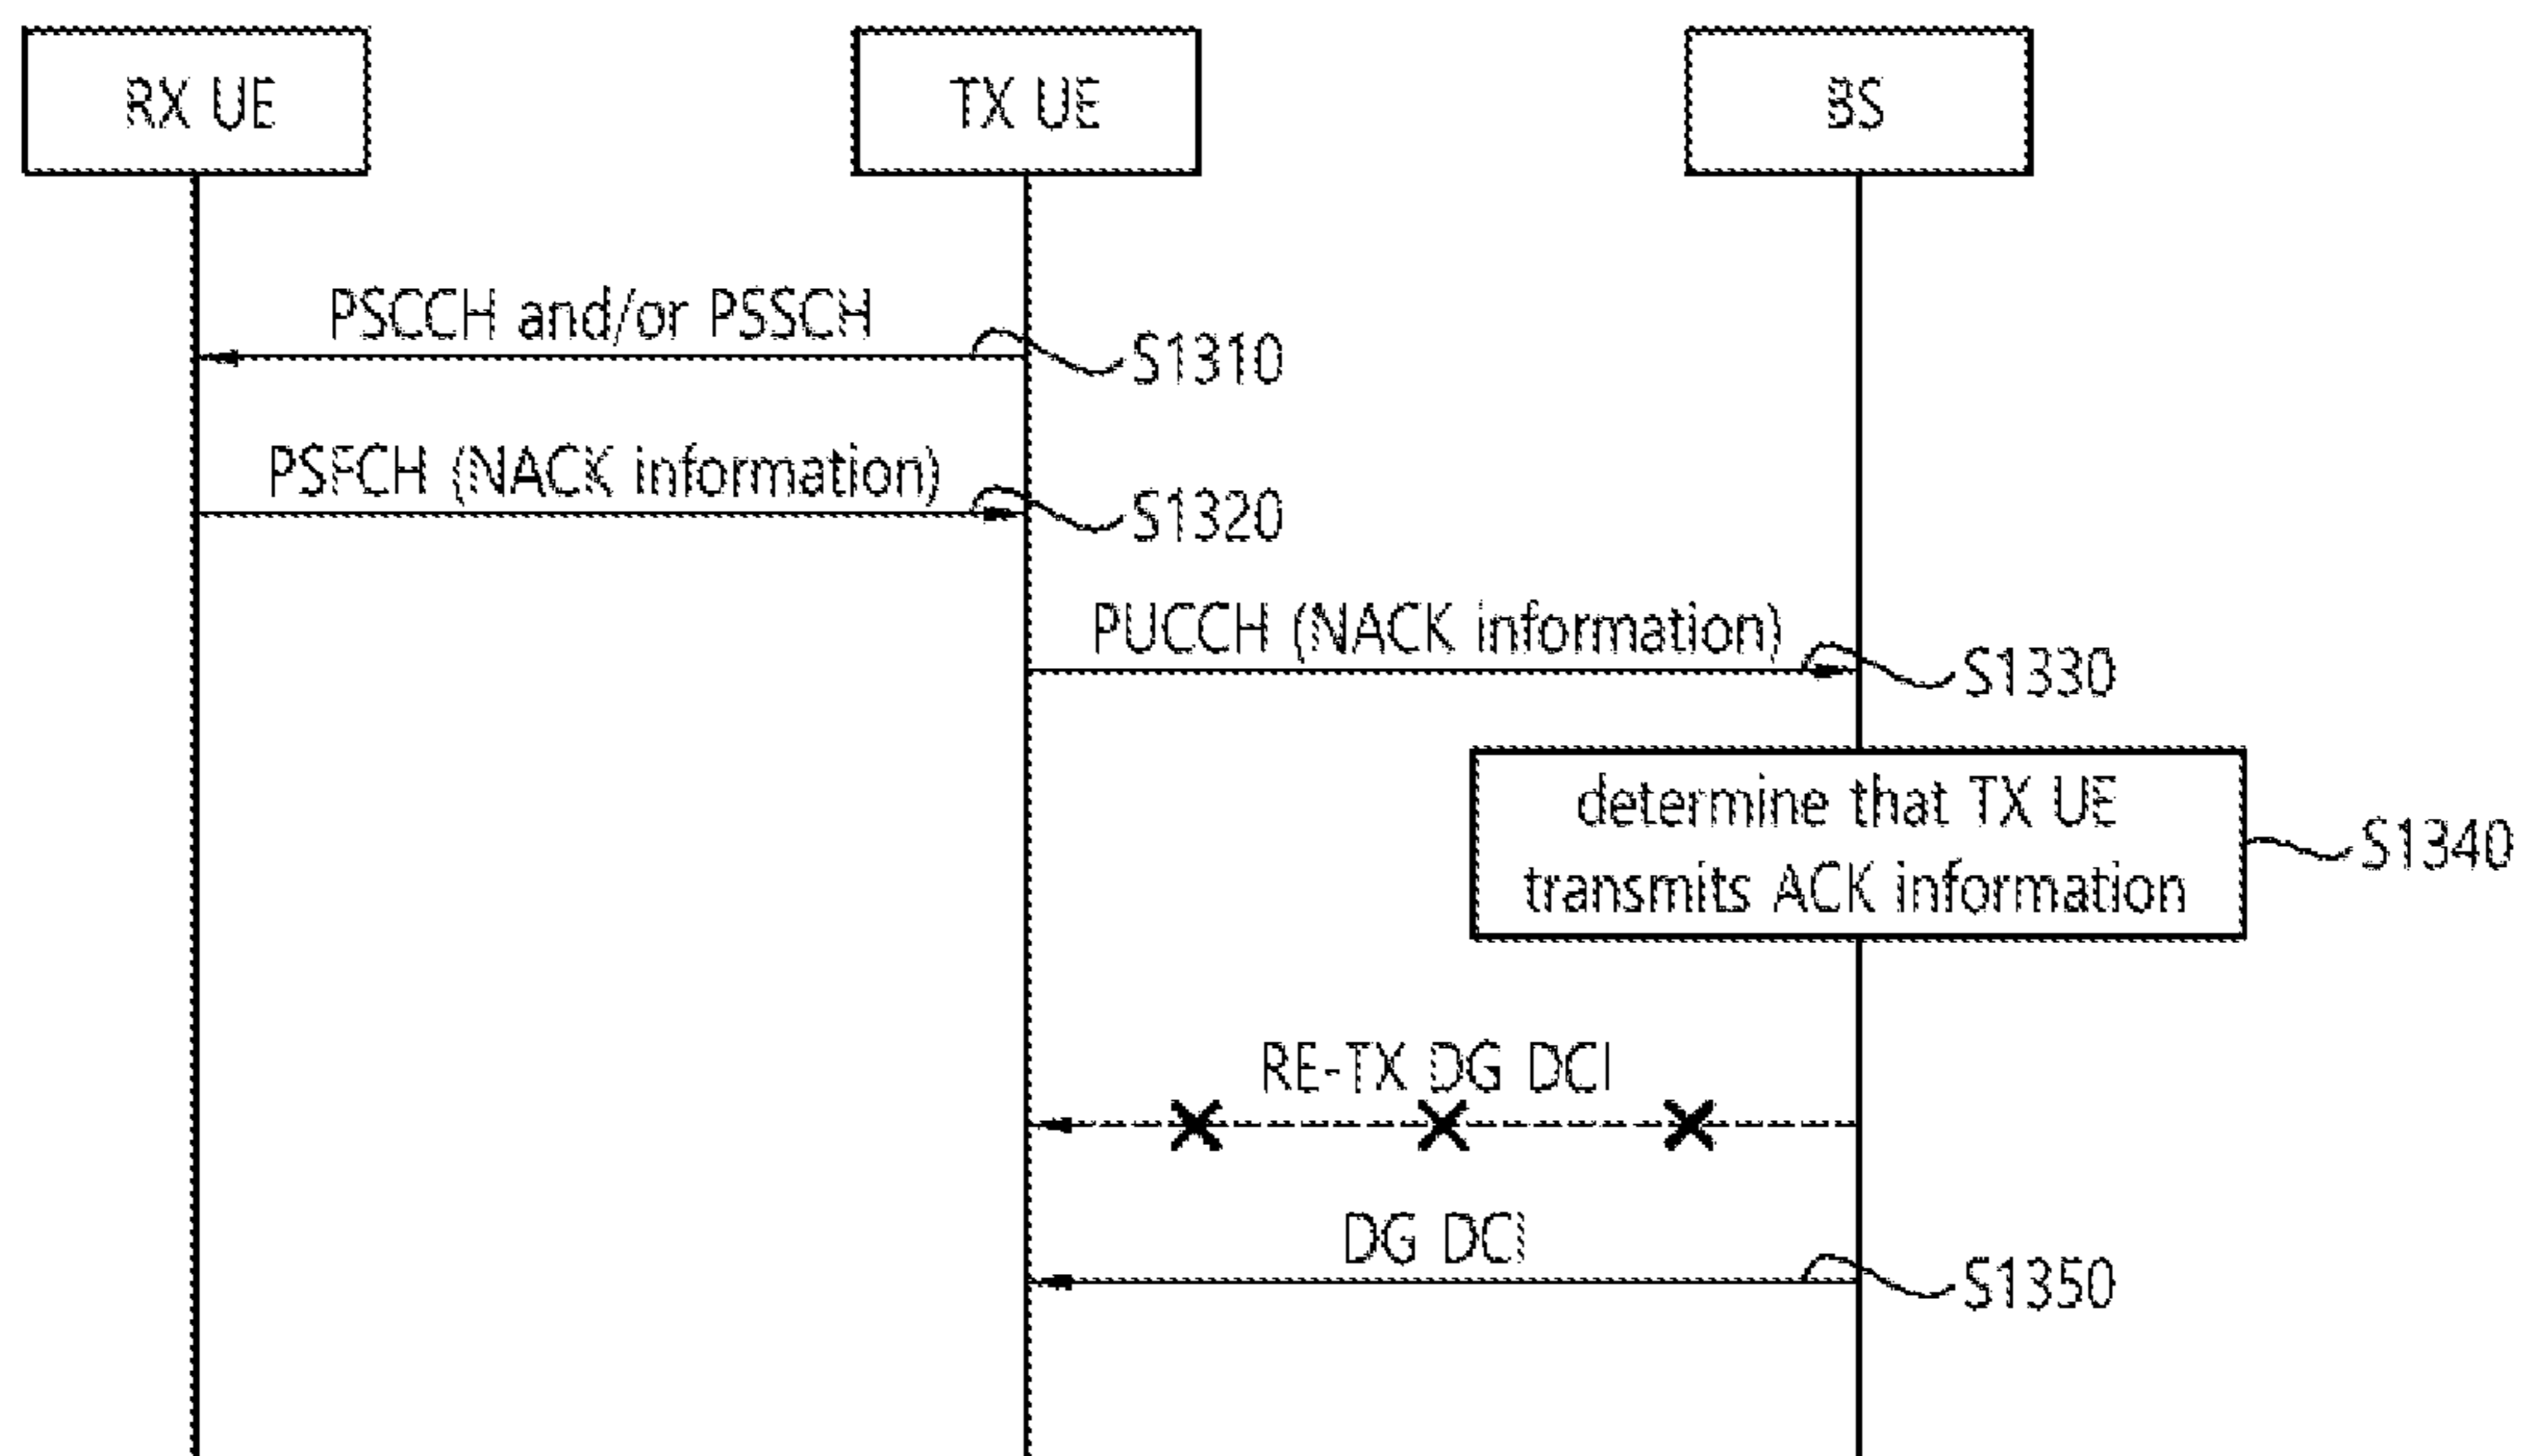 RX UE
TX UE
BS
PSCCH and/or PSSCH
S1310
PSFCH (NACK information)
S1320
PUCCH (NACK information)
S1330
determine that TX UE
transmits ACK information
S1340
RE-TX DG DCI
DG DCI
S1350